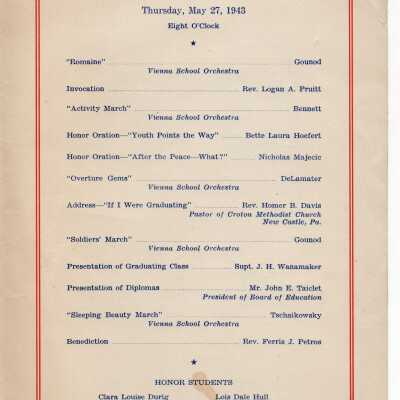 Thursday, May 27, 1943
Eight O'Clock
"Romaine" Gounod
Vienna School Orchestra
Invocation Rev. Logan A. Pruitt
"Activity March" Bennett
Vienna School Orchestra
Honor Oration—"Youth Points the Way" Bette Laura Hoefert
Honor Oration—"After the Peace—What?" Nicholas Majecic
"Overture Gems" DeLamater
Vienna School Orchestra
Address—"If I Were Graduating" Rev. Homer B. Davis
Pastor of Croton Methodist Church
New Castle, Pa.
"Soldiers' March" Gounod
Vienna School Orchestra
Presentation of Graduating Class Supt. J. H. Wanamaker
Presentation of Diplomas Mr. John E. Taiclet
President of Board of Education
"Sleeping Beauty March" Tschaikowsky
Vienna School Orchestra
Benediction Rev. Ferris J. Petros
HONOR STUDENTS
Clara Louise Durig Lois Dale Hull